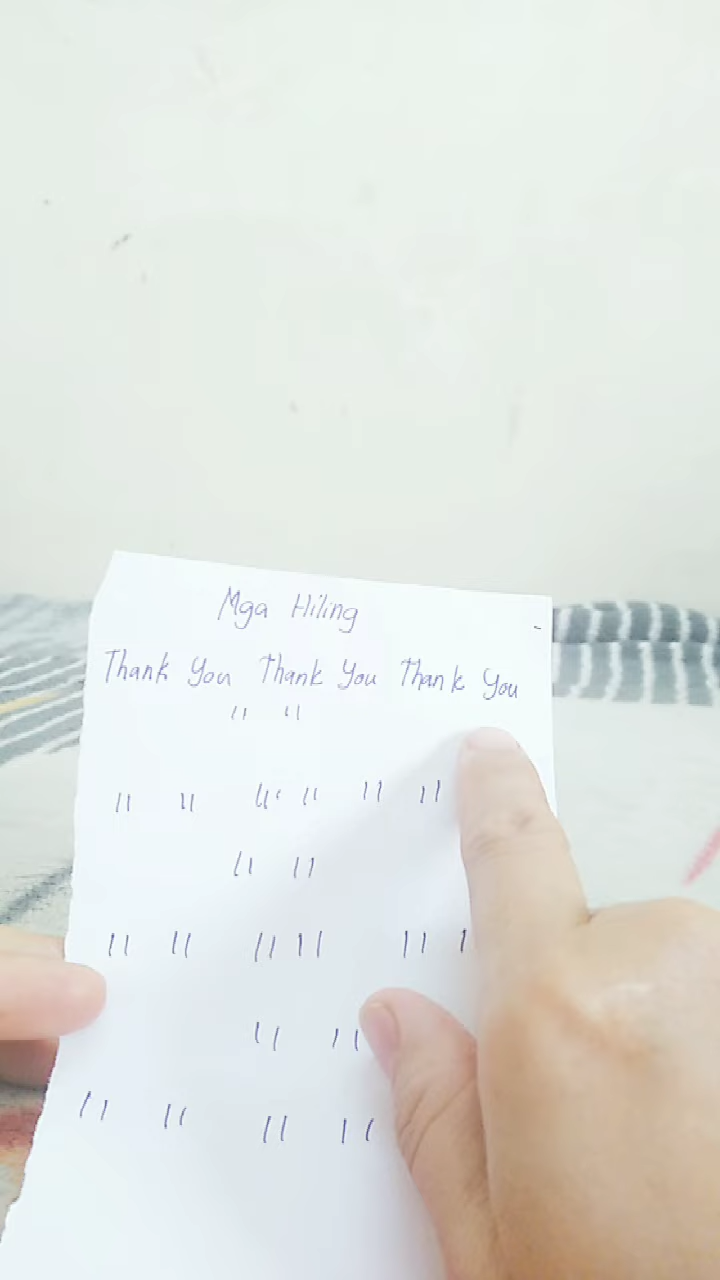 Mga Hiling
Thank You Thank You Thank You
" "
" " " " " "
" "
" " " " " "
" "
" " " "